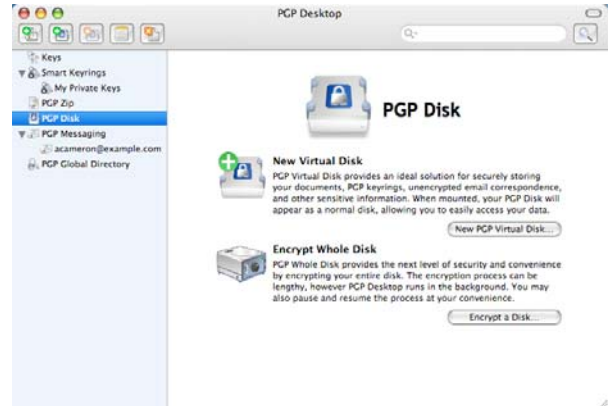 PGP Desktop
Keys
Smart Keyrings
My Private Keys
PGP Zip
PGP Disk
PGP Messaging
acameron@example.com
PGP Global Directory
PGP Disk
New Virtual Disk
PGP Virtual Disk provides an ideal solution for securely storing
your documents, PGP keyrings, unencrypted email correspondence,
and other sensitive information. When mounted, your PGP Disk will
appear as a normal disk, allowing you to easily access your data.
New PGP Virtual Disk...
Encrypt Whole Disk
PGP Whole Disk provides the next level of security and convenience
by encrypting your entire disk. The encryption process can be
lengthy, however PGP Desktop runs in the background. You may
also pause and resume the process at your convenience.
Encrypt a Disk...